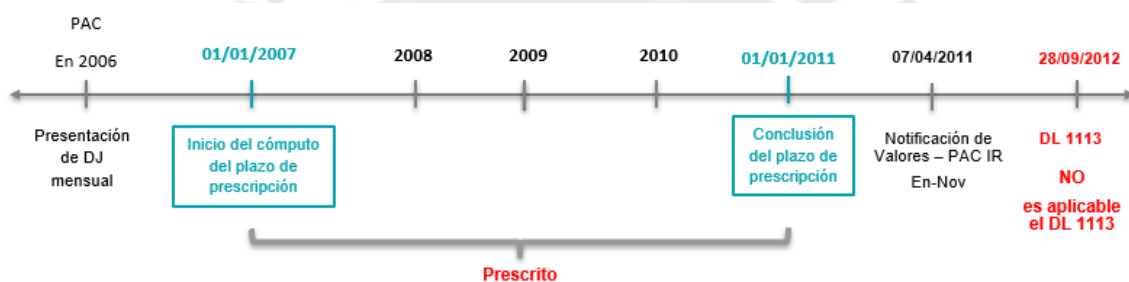 PAC
En 2006
01/01/2007
2008
2009
2010
01/01/2011
07/04/2011
28/09/2012
Presentación
de DJ
mensual
Inicio del cómputo
del plazo de
prescripción
Conclusión
del plazo de
prescripción
Notificación de
Valores – PAC IR
En-Nov
DL 1113
NO
es aplicable
el DL 1113
Prescrito